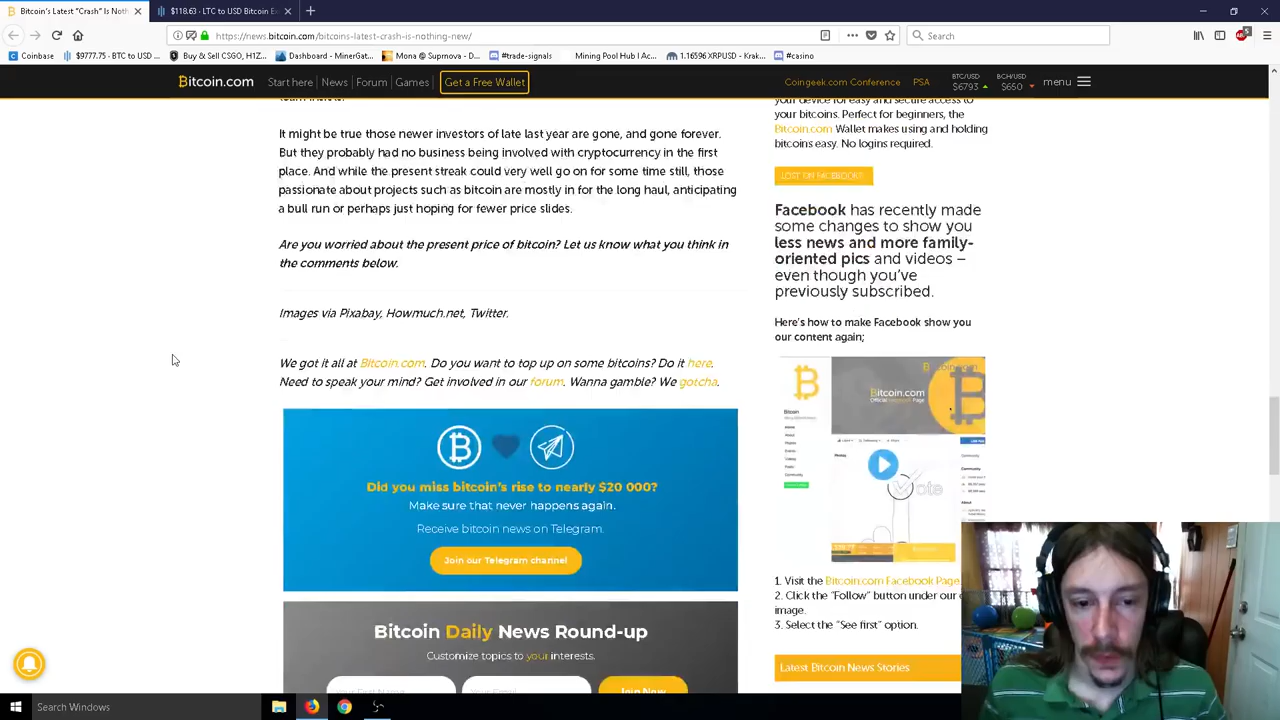 Bitcoin's Latest "Crash" Is Noth
$118.63 - LTC to USD Bitcoin Ex
https://news.bitcoin.com/bitcoins-latest-crash-is-nothing-new/
Search
Coinbase
$9777.75 - BTC to USD ...
Buy & Sell CSGO, H1Z...
Dashboard - MinerGat...
Mona @ Suprnova - D...
#trade-signals
Mining Pool Hub | Ac...
1.16596 XRPUSD - Krak...
#casino
Bitcoin.com
Start here
News
Forum
Games
Get a Free Wallet
Coingeek.com Conference
PSA
BTC/USD
$6793
BCH/USD
$650
menu
It might be true those newer investors of late last year are gone, and gone forever.
But they probably had no business being involved with cryptocurrency in the first
place. And while the present streak could very well go on for some time still, those
passionate about projects such as bitcoin are mostly in for the long haul, anticipating
a bull run or perhaps just hoping for fewer price slides.
Are you worried about the present price of bitcoin? Let us know what you think in
the comments below.
Images via Pixabay, Howmuch.net, Twitter.
We got it all at Bitcoin.com. Do you want to top up on some bitcoins? Do it here.
Need to speak your mind? Get involved in our forum. Wanna gamble? We gotcha.
Did you miss bitcoin's rise to nearly $20 000?
Make sure that never happens again.
Receive bitcoin news on Telegram.
Join our Telegram channel
Bitcoin Daily News Round-up
Customize topics to your interests.
Your First Name
Your Email
Join Now
your device for easy and secure access to
your bitcoins. Perfect for beginners, the
Bitcoin.com Wallet makes using and holding
bitcoins easy. No logins required.
LOST ON FACEBOOK?
Facebook has recently made
some changes to show you
less news and more family-
oriented pics and videos –
even though you've
previously subscribed.
Here's how to make Facebook show you
our content again;
Bitcoin.com
1. Visit the Bitcoin.com Facebook Page.
2. Click the "Follow" button under our c
image.
3. Select the "See first" option.
Latest Bitcoin News Stories
Search Windows